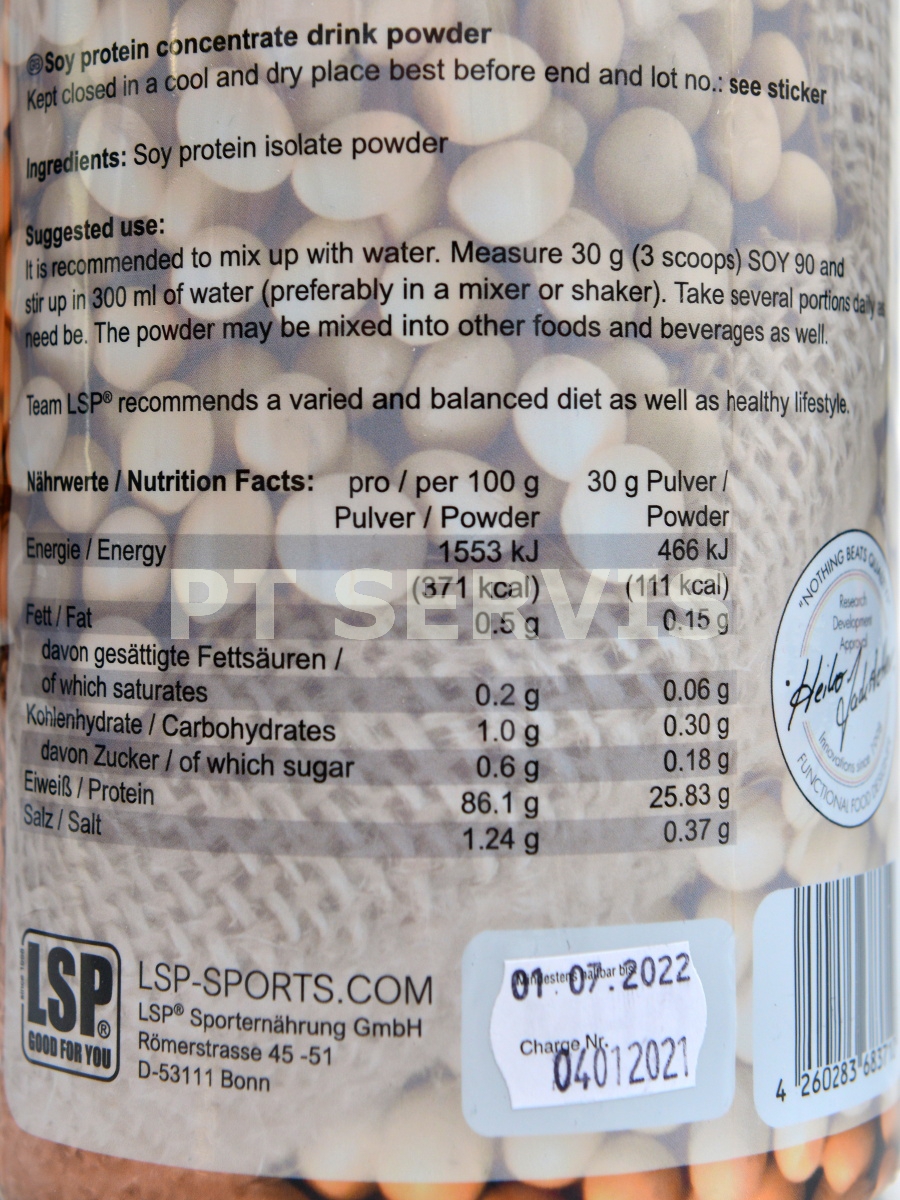 Soy protein concentrate drink powder
Kept closed in a cool and dry place best before end and lot no.: see sticker
Ingredients: Soy protein isolate powder
Suggested use:
It is recommended to mix up with water. Measure 30 g (3 scoops) SOY 90 and
stir up in 300 ml of water (preferably in a mixer or shaker). Take several portions daily
need be. The powder may be mixed into other foods and beverages as well.
Team LSP® recommends a varied and balanced diet as well as healthy lifestyle.
Nährwerte / Nutrition Facts: pro / per 100 g 30 g Pulver /
Pulver / Powder Powder
Energie / Energy 1553 kJ 466 kJ
(371 kcal) (111 kcal)
Fett / Fat 0.5 g 0.15 g
davon gesättigte Fettsäuren /
of which saturates 0.2 g 0.06 g
Kohlenhydrate / Carbohydrates 1.0 g 0.30 g
davon Zucker / of which sugar 0.6 g 0.18 g
Eiweiß / Protein 86.1 g 25.83 g
Salz / Salt 1.24 g 0.37 g
PT SERVIS
"NOTHING BEATS
Research
Development
Approval
Heiko
Innovations since
FUNCTIONAL FOOD
LSP®
GOOD FOR YOU
LSP-SPORTS.COM
LSP® Sporternährung GmbH
Römerstrasse 45 -51
D-53111 Bonn
Mindestens haltbar bis
01.07.2022
Charge Nr.
04012021
4 260283 6837